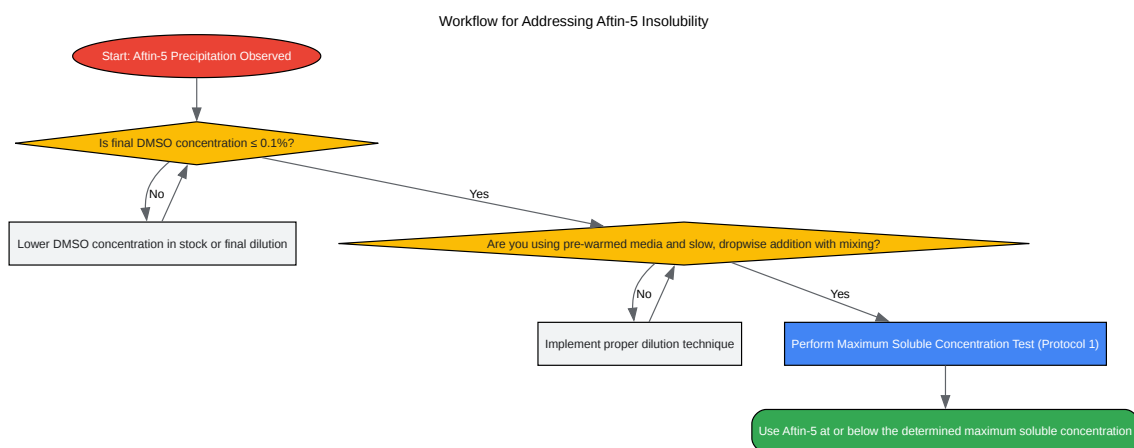 Workflow for Addressing Aftin-5 Insolubility
Start: Aftin-5 Precipitation Observed
Is final DMSO concentration ≤ 0.1%?
No
Yes
Lower DMSO concentration in stock or final dilution
Are you using pre-warmed media and slow, dropwise addition with mixing?
No
Yes
Implement proper dilution technique
Perform Maximum Soluble Concentration Test (Protocol 1)
Use Aftin-5 at or below the determined maximum soluble concentration